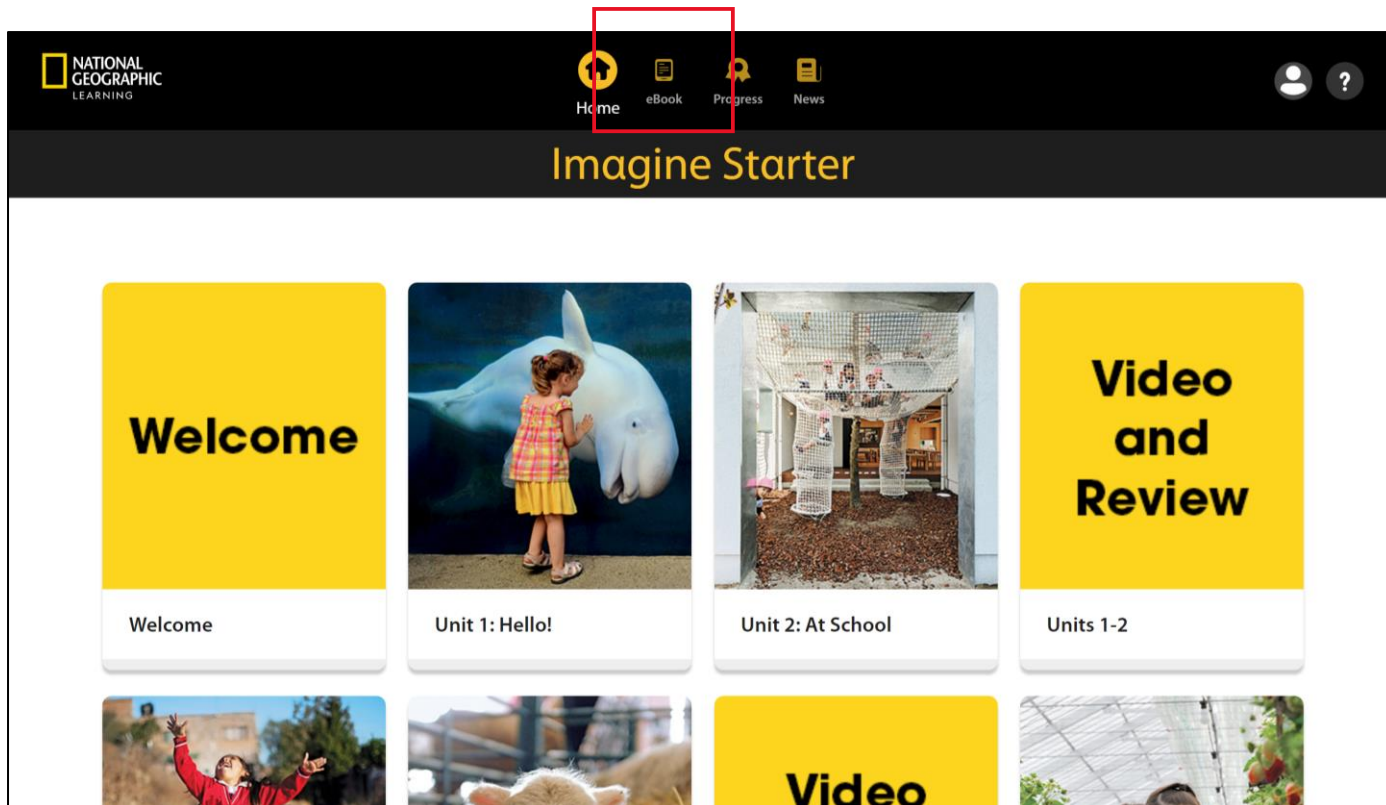 NATIONAL
GEOGRAPHIC
LEARNING
Home
eBook
Progress
News
?
Imagine Starter
Welcome
Video
and
Review
Welcome
Unit 1: Hello!
Unit 2: At School
Units 1-2
Video